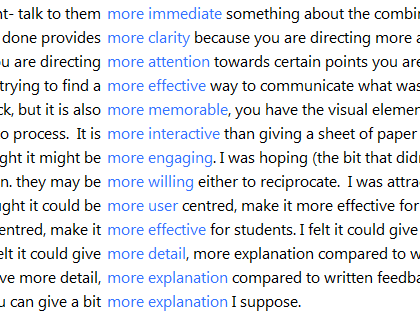 nt- talk to them more immediate something about the combin
done provides more clarity because you are directing more a
u are directing more attention towards certain points you are
trying to find a more effective way to communicate what was
ck, but it is also more memorable, you have the visual elemen
o process. It is more interactive than giving a sheet of paper
ght it might be more engaging. I was hoping (the bit that didn
n. they may be more willing either to reciprocate. I was attra
ught it could be more user centred, make it more effective for
entred, make it more effective for students. I felt it could give
elt it could give more detail, more explanation compared to w
ve more detail, more explanation compared to written feedba
u can give a bit more explanation I suppose.